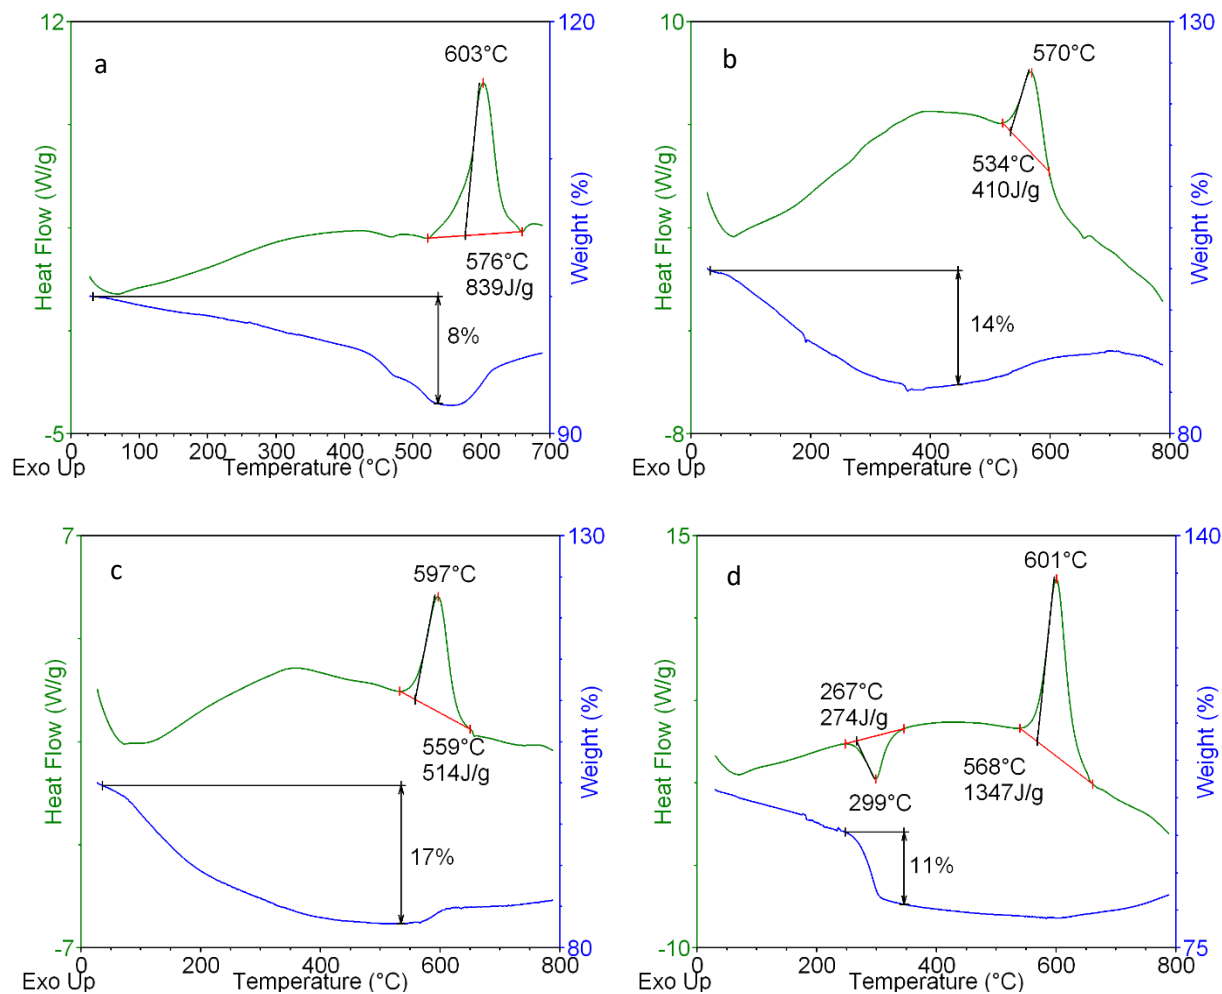 12
120
a
603°C
Heat Flow (W/g)
Weight (%)
576°C
839J/g
8%
-5
90
0 100 200 300 400 500 600 700
Exo Up
Temperature (°C)
10
130
b
570°C
Heat Flow (W/g)
Weight (%)
534°C
410J/g
14%
-8
80
0 200 400 600 800
Exo Up
Temperature (°C)
7
130
c
597°C
Heat Flow (W/g)
Weight (%)
559°C
514J/g
17%
-7
80
0 200 400 600 800
Exo Up
Temperature (°C)
15
140
d
601°C
Heat Flow (W/g)
Weight (%)
267°C
274J/g
299°C
568°C
1347J/g
11%
-10
75
0 200 400 600 800
Exo Up
Temperature (°C)